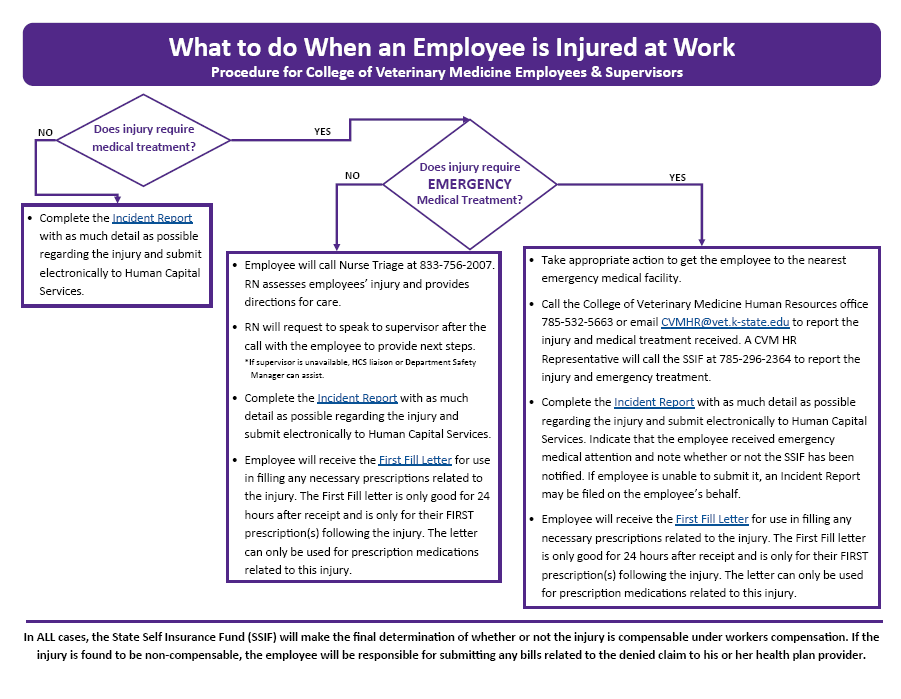 What to do When an Employee is Injured at Work
Procedure for College of Veterinary Medicine Employees & Supervisors
Does injury require
medical treatment?
NO
YES
Does injury require
EMERGENCY
Medical Treatment?
NO
YES
• Complete the Incident Report
with as much detail as possible
regarding the injury and submit
electronically to Human Capital
Services.
• Employee will call Nurse Triage at 833-756-2007.
RN assesses employees’ injury and provides
directions for care.
• RN will request to speak to supervisor after the
call with the employee to provide next steps.
*If supervisor is unavailable, HCS liaison or Department Safety
Manager can assist.
• Complete the Incident Report with as much
detail as possible regarding the injury and
submit electronically to Human Capital Services.
• Employee will receive the First Fill Letter for use
in filling any necessary prescriptions related to
the injury. The First Fill letter is only good for 24
hours after receipt and is only for their FIRST
prescription(s) following the injury. The letter
can only be used for prescription medications
related to this injury.
• Take appropriate action to get the employee to the nearest
emergency medical facility.
• Call the College of Veterinary Medicine Human Resources office
785-532-5663 or email CVMHR@vet.k-state.edu to report the
injury and medical treatment received. A CVM HR
Representative will call the SSIF at 785-296-2364 to report the
injury and emergency treatment.
• Complete the Incident Report with as much detail as possible
regarding the injury and submit electronically to Human Capital
Services. Indicate that the employee received emergency
medical attention and note whether or not the SSIF has been
notified. If employee is unable to submit it, an Incident Report
may be filed on the employee’s behalf.
• Employee will receive the First Fill Letter for use in filling any
necessary prescriptions related to the injury. The First Fill letter
is only good for 24 hours after receipt and is only for their FIRST
prescription(s) following the injury. The letter can only be used
for prescription medications related to this injury.
In ALL cases, the State Self Insurance Fund (SSIF) will make the final determination of whether or not the injury is compensable under workers compensation. If the
injury is found to be non-compensable, the employee will be responsible for submitting any bills related to the denied claim to his or her health plan provider.